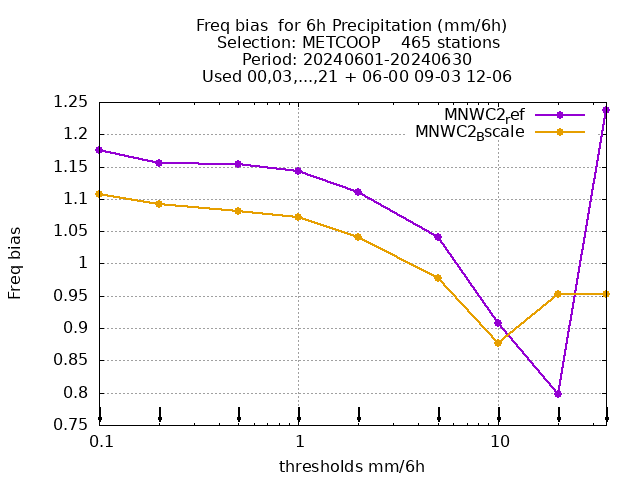 Freq bias  for 6h Precipitation (mm/6h)
Selection: METCOOP    465 stations
Period: 20240601-20240630
Used 00,03,...,21 + 06-00 09-03 12-06
MNWC2ref
MNWC2Bscale
1.25
1.2
1.15
1.1
1.05
1
0.95
0.9
0.85
0.8
0.75
Freq bias
0.1 1 10
thresholds mm/6h